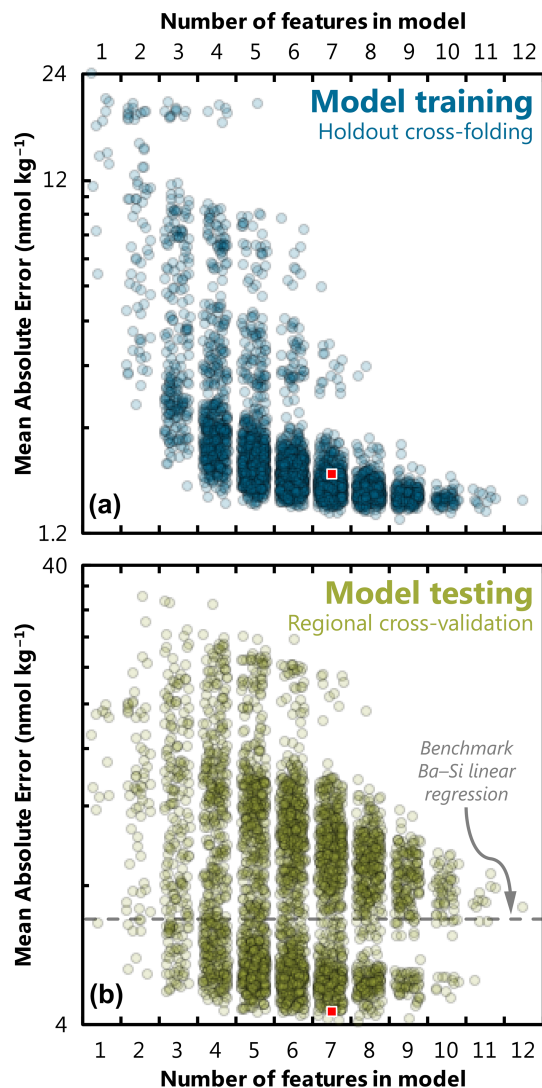 Number of features in model
1 2 3 4 5 6 7 8 9 10 11 12
24
12
1.2
Mean Absolute Error (nmol kg⁻¹)
Model training
Holdout cross-folding
(a)
40
4
Mean Absolute Error (nmol kg⁻¹)
Model testing
Regional cross-validation
Benchmark
Ba–Si linear
regression
(b)
1 2 3 4 5 6 7 8 9 10 11 12
Number of features in model